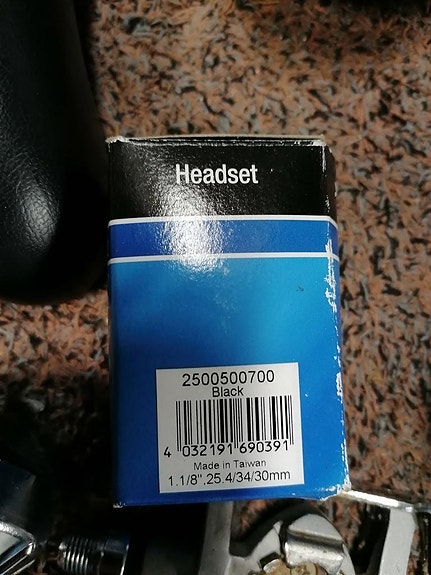 Headset
2500500700
Black
4 032191 690391
Made in Taiwan
1.1/8".25.4/34/30mm